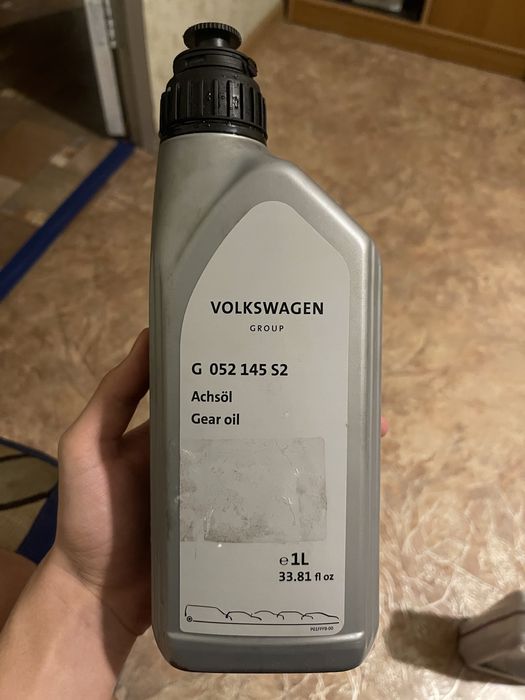 VOLKSWAGEN
GROUP
G 052 145 S2
Achsöl
Gear oil
℮ 1L
33.81 fl oz